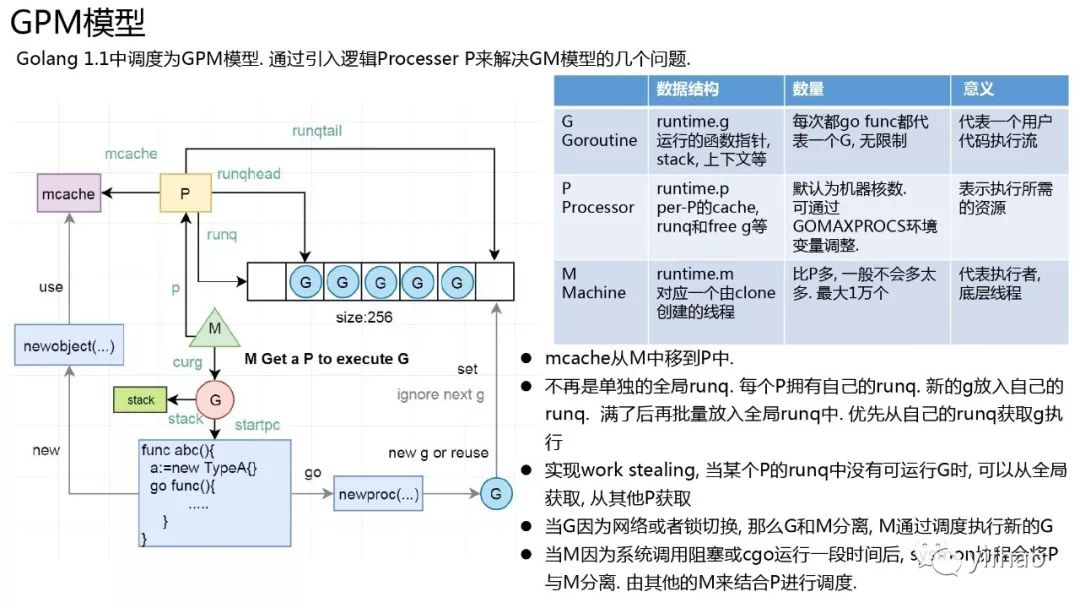 GPM模型
Golang 1.1中调度为GPM模型. 通过引入逻辑Processer P来解决GM模型的几个问题.
runqtail
mcache
runqhead
mcache
P
runq
G
G
G
G
G
use
p
size:256
M
newobject(...)
M Get a P to execute G
curg
set
ignore next g
stack
G
stack
startpc
new
func abc(){
a:=new TypeA{}
go func(){
.....
}
}
go
new g or reuse
newproc(...)
G
数据结构
数量
意义
G
Goroutine
runtime.g
运行的函数指针,
stack, 上下文等
每次都go func都代
表一个G, 无限制
代表一个用户
代码执行流
P
Processor
runtime.p
per-P的cache,
runq和free g等
默认为机器核数.
可通过
GOMAXPROCS环境
变量调整.
表示执行所需
的资源
M
Machine
runtime.m
对应一个由clone
创建的线程
比P多, 一般不会多太
多. 最大1万个
代表执行者,
底层线程
● mcache从M中移到P中.
● 不再是单独的全局runq. 每个P拥有自己的runq. 新的g放入自己的
runq. 满了后再批量放入全局runq中. 优先从自己的runq获取g执
行
● 实现work stealing, 当某个P的runq中没有可运行G时, 可以从全局
获取, 从其他P获取
● 当G因为网络或者锁切换, 那么G和M分离, M通过调度执行新的G
● 当M因为系统调用阻塞或cgo运行一段时间后, sysmon协程会将P
与M分离. 由其他的M来结合P进行调度.